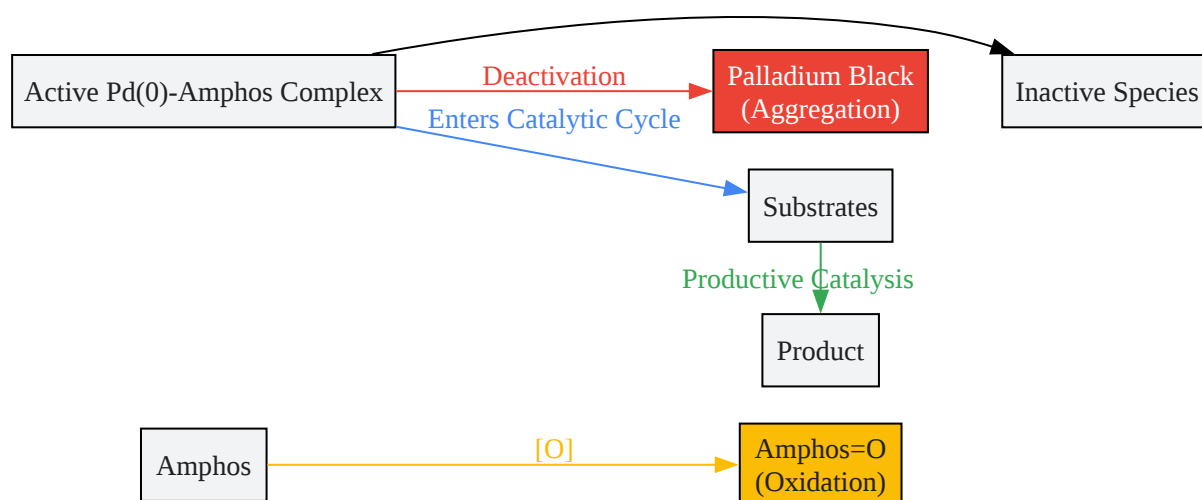 Active Pd(0)-Amphos Complex
Deactivation
Palladium Black
(Aggregation)
Inactive Species
Enters Catalytic Cycle
Substrates
Productive Catalysis
Product
Amphos
[O]
Amphos=O
(Oxidation)